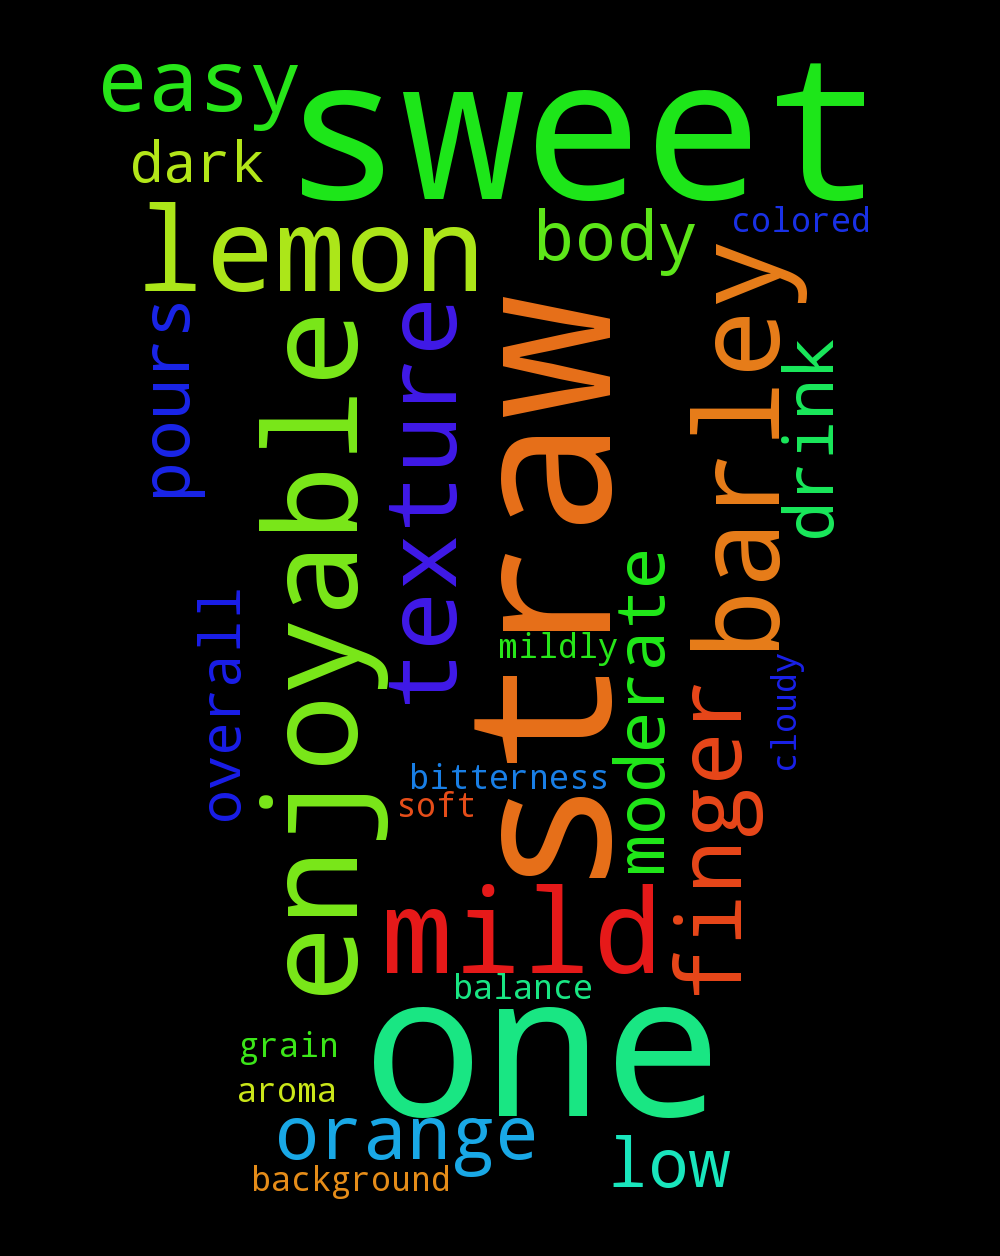 easy
sweet
dark
lemon
body
colored
pours
enjoyable
texture
straw
barley
drink
overall
mildly
moderate
finger
cloudy
bitterness
soft
mild
balance
one
grain
aroma
orange
low
background